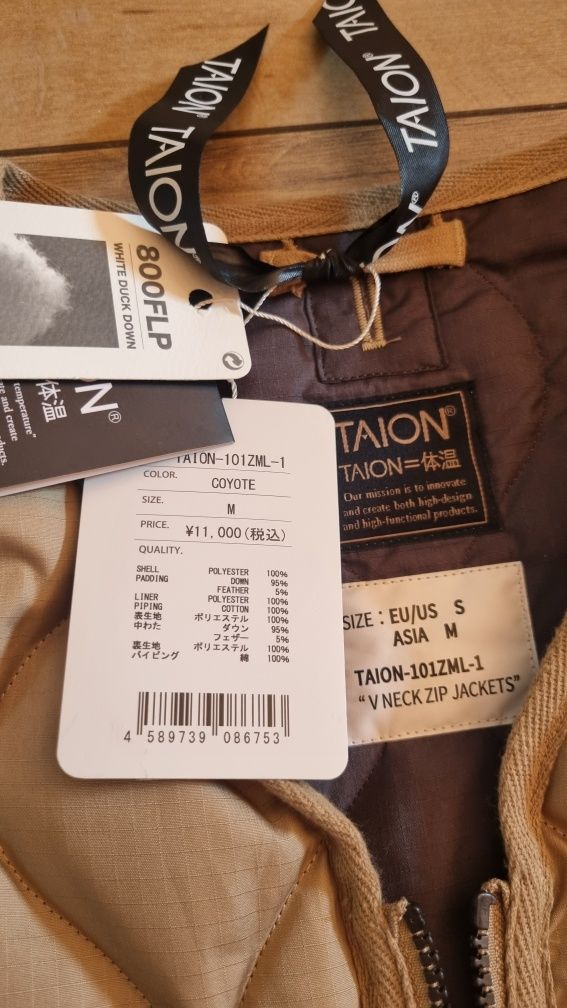 TAION
TAION
TAION®
TAION®
800FLP
WHITE DUCK DOWN
ON®
体温
temperature"
and create
TAION-101ZML-1
COLOR. COYOTE
SIZE. M
PRICE. ¥11,000(税込)
QUALITY.
SHELL POLYESTER 100%
PADDING DOWN 95%
FEATHER 5%
LINER POLYESTER 100%
PIPING COTTON 100%
表生地 ポリエステル 100%
中わた ダウン 95%
フェザー 5%
裏生地 ポリエステル 100%
パイピング 綿 100%
4 589739 086753
TAION®
TAION=体温
Our mission is to innovate
and create both high-design
and high-functional products.
SIZE : EU/US S
ASIA M
TAION-101ZML-1
“V NECK ZIP JACKETS”